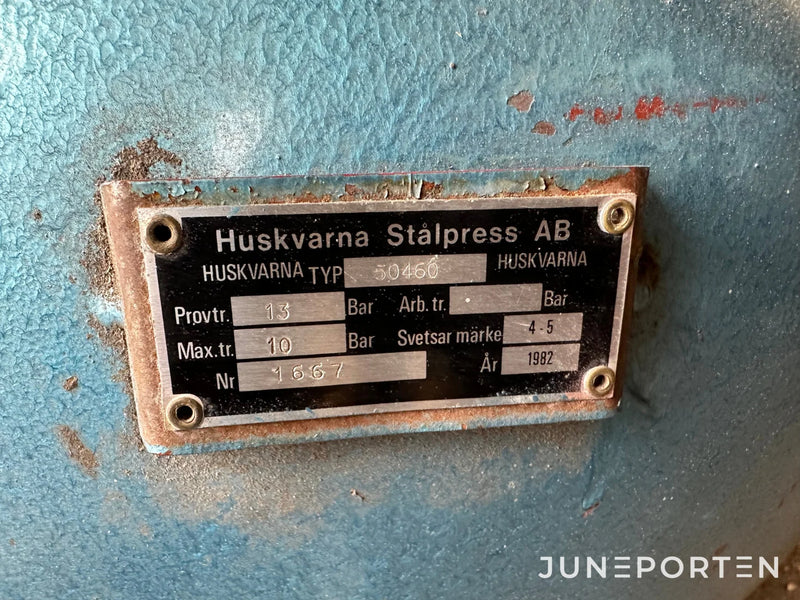 Huskvarna Stålpress AB
HUSKVARNA TYP 50460 HUSKVARNA
Provtr. 13 Bar Arb.tr. Bar
Max.tr. 10 Bar Svetsar märke 4-5
Nr 1667 År 1982
JUNEPORTEN